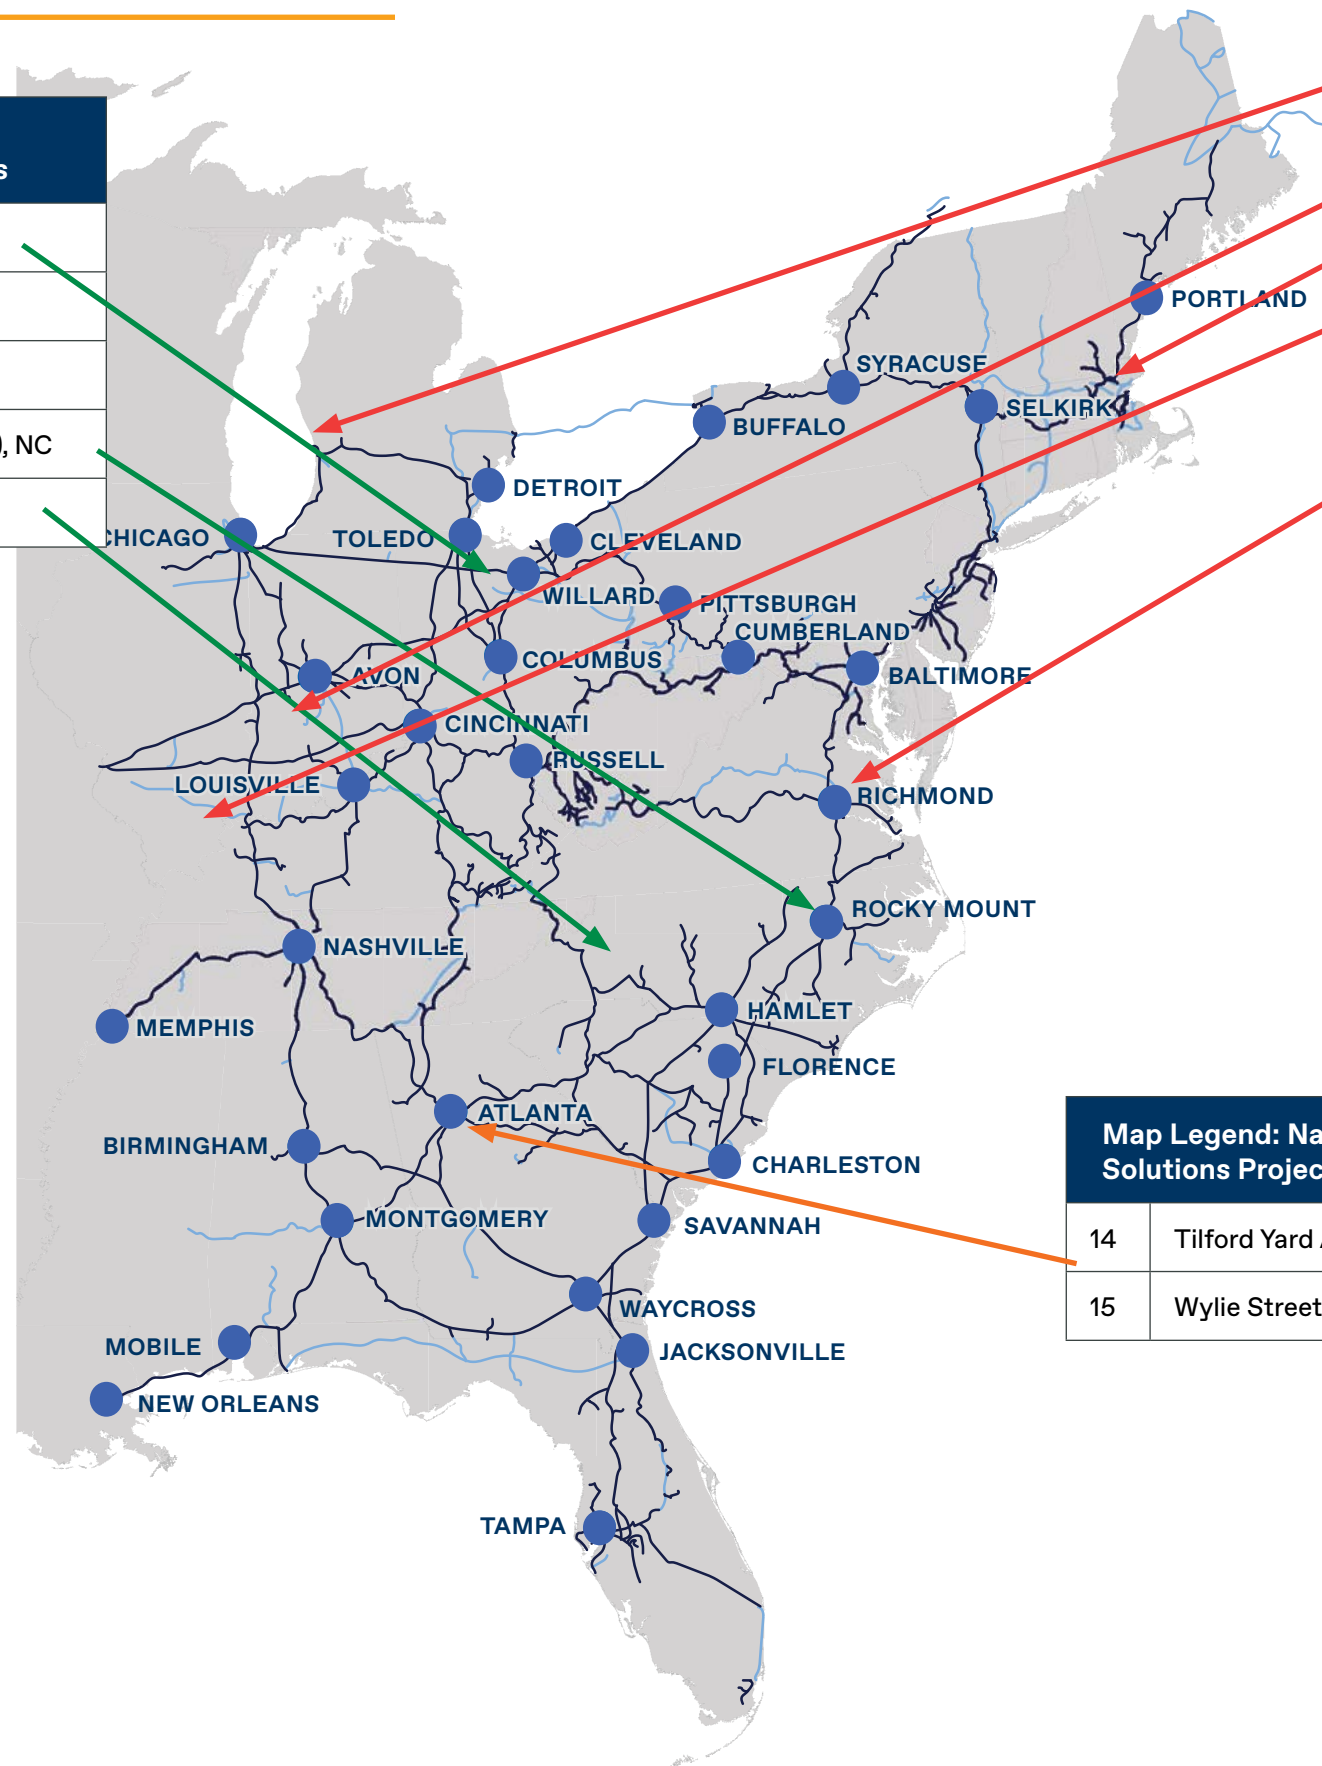 s
), NC
PORTLAND
SYRACUSE
SELKIRK
BUFFALO
DETROIT
CHICAGO
TOLEDO
CLEVELAND
WILLARD
PITTSBURGH
CUMBERLAND
COLUMBUS
BALTIMORE
AVON
CINCINNATI
RUSSELL
LOUISVILLE
RICHMOND
ROCKY MOUNT
NASHVILLE
HAMLET
MEMPHIS
FLORENCE
ATLANTA
BIRMINGHAM
CHARLESTON
MONTGOMERY
SAVANNAH
WAYCROSS
MOBILE
JACKSONVILLE
NEW ORLEANS
TAMPA
Map Legend: Na
Solutions Projec
14 Tilford Yard
15 Wylie Street